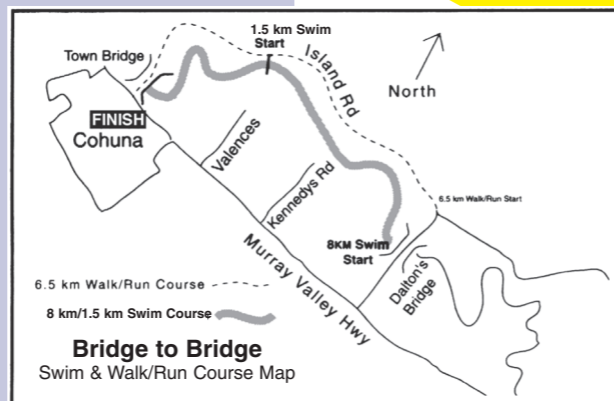 1.5 km Swim
Start
Town Bridge
Island Rd
North
FINISH
Cohuna
Valences
Kennedys Rd
6.5 km Walk/Run Start
8KM Swim
Start
Dalton's
Bridge
Murray Valley Hwy
6.5 km Walk/Run Course
8 km/1.5 km Swim Course
Bridge to Bridge
Swim & Walk/Run Course Map